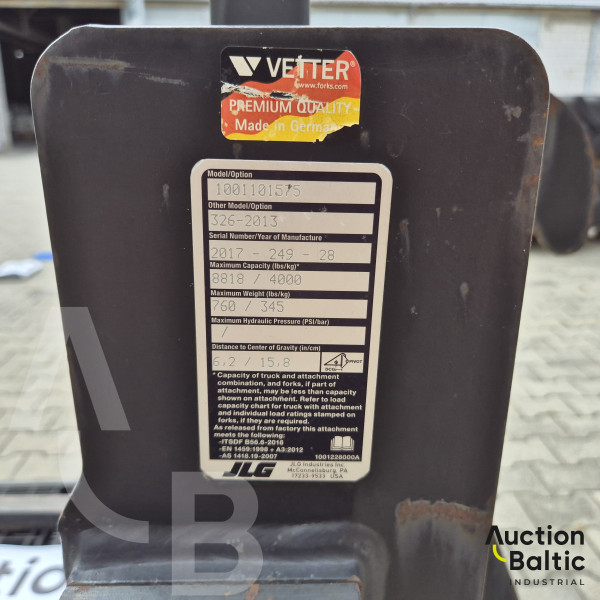 VETTER®
www.forks.com
PREMIUM QUALITY
Made in German
Model/Option
1001101575
Other Model/Option
326-2013
Serial Number/Year of Manufacture
2017 - 249 - 28
Maximum Capacity (lbs/kg)*
8818 / 4000
Maximum Weight (lbs/kg)
760 / 345
Maximum Hydraulic Pressure (PSI/bar)
/
Distance to Center of Gravity (in/cm)
6,2 / 15,8
PIVOT
* Capacity of truck and attachment
combination, and forks, if part of
attachment, may be less than capacity
shown on attachment. Refer to load
capacity chart for truck with attachment
and individual load ratings stamped on
forks, if they are required.
As released from factory this attachment
meets the following:
-ITSDF B56.6-2016
-EN 1459:1998 + A3:2012
-AS 1418.19-2007
1001228000A
JLG
JLG Industries Inc.
McConnellsburg, PA
17233-9533 USA
Auction
Baltic
INDUSTRIAL